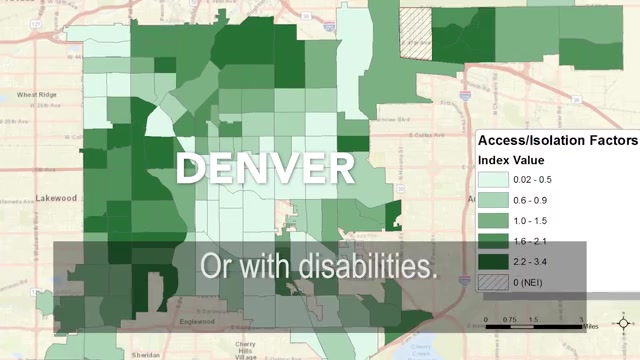 Wheat Ridge
DENVER
Lakewood
Or with disabilities.
Access/Isolation Factors
Index Value
0.02 - 0.5
0.6 - 0.9
1.0 - 1.5
1.6 - 2.1
2.2 - 3.4
0 (NEI)
0 0.75 1.5 3
Miles
Englewood
Sheridan
Cherry
Hills
Village